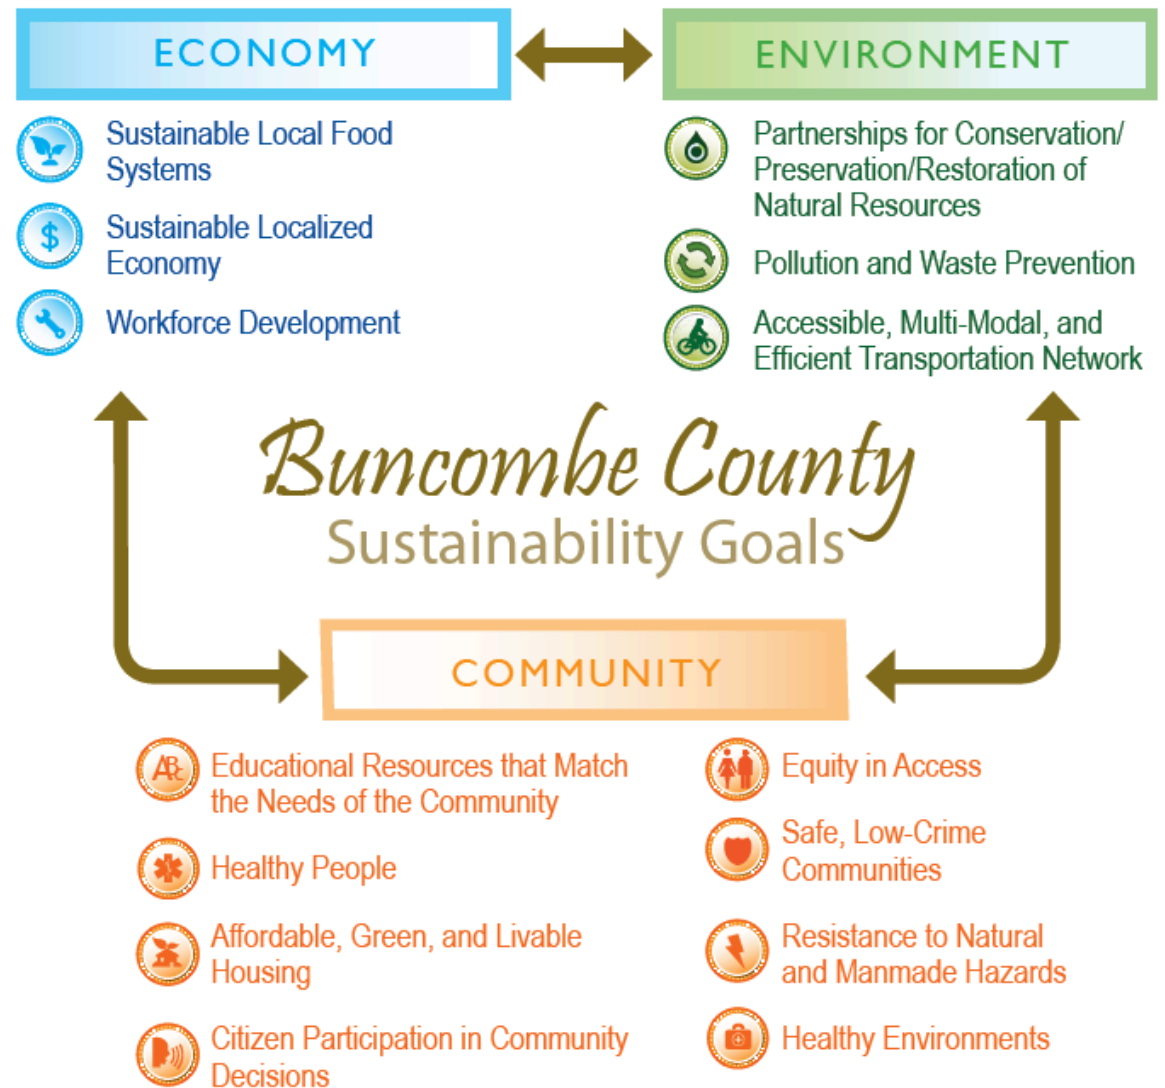 ECONOMY
Sustainable Local Food
Systems
$
Sustainable Localized
Economy
Workforce Development
ENVIRONMENT
Partnerships for Conservation/
Preservation/Restoration of
Natural Resources
Pollution and Waste Prevention
Accessible, Multi-Modal, and
Efficient Transportation Network
Buncombe County
Sustainability Goals
COMMUNITY
ABC
Educational Resources that Match
the Needs of the Community
Healthy People
Affordable, Green, and Livable
Housing
Citizen Participation in Community
Decisions
Equity in Access
Safe, Low-Crime
Communities
Resistance to Natural
and Manmade Hazards
Healthy Environments